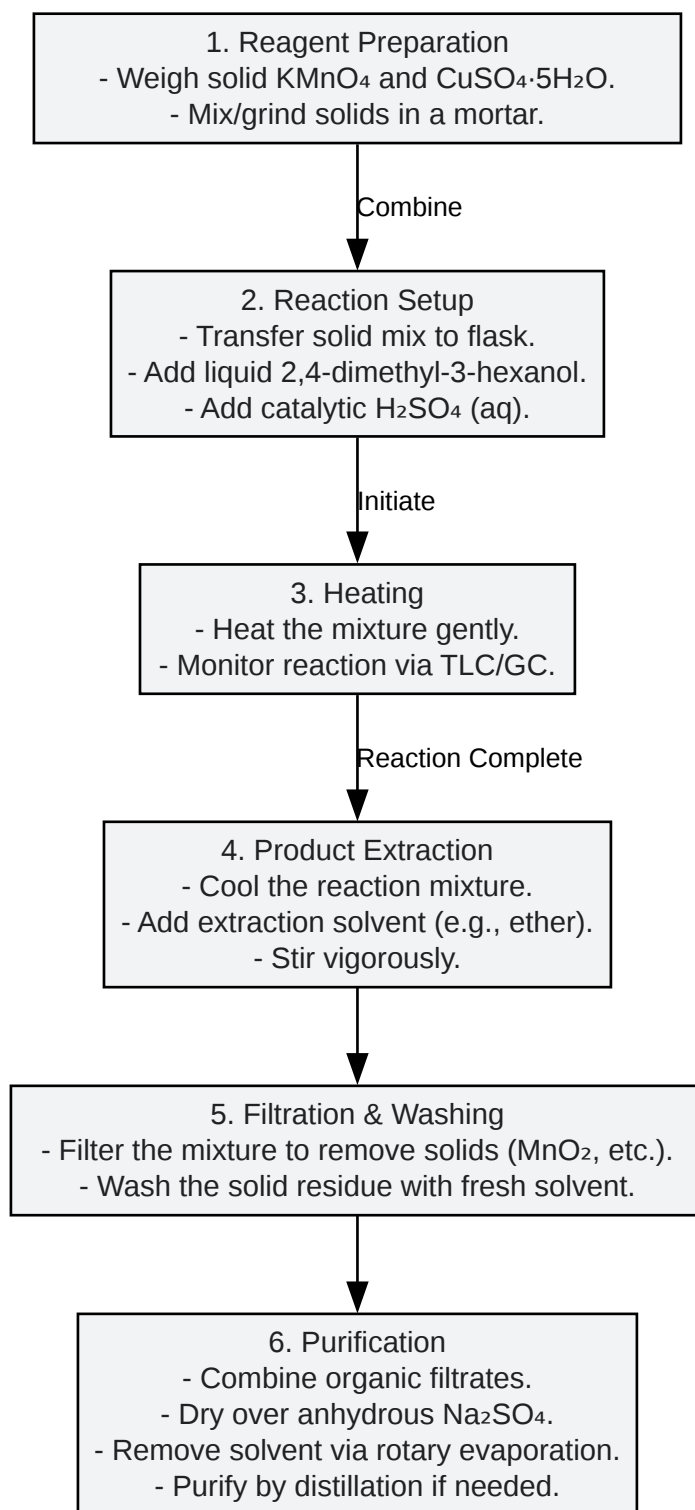 1. Reagent Preparation
- Weigh solid KMnO₄ and CuSO₄·5H₂O.
- Mix/grind solids in a mortar.
Combine
2. Reaction Setup
- Transfer solid mix to flask.
- Add liquid 2,4-dimethyl-3-hexanol.
- Add catalytic H₂SO₄ (aq).
Initiate
3. Heating
- Heat the mixture gently.
- Monitor reaction via TLC/GC.
Reaction Complete
4. Product Extraction
- Cool the reaction mixture.
- Add extraction solvent (e.g., ether).
- Stir vigorously.
5. Filtration & Washing
- Filter the mixture to remove solids (MnO₂, etc.).
- Wash the solid residue with fresh solvent.
6. Purification
- Combine organic filtrates.
- Dry over anhydrous Na₂SO₄.
- Remove solvent via rotary evaporation.
- Purify by distillation if needed.